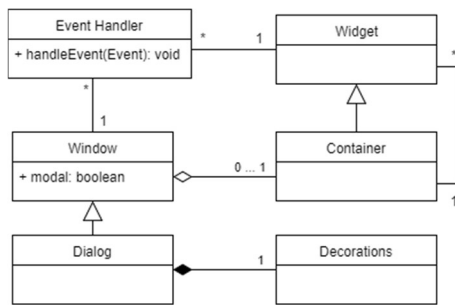 Event Handler
+ handleEvent(Event): void
*
1
Widget
*
*
1
Window
+ modal: boolean
0 ... 1
Container
1
Dialog
1
Decorations